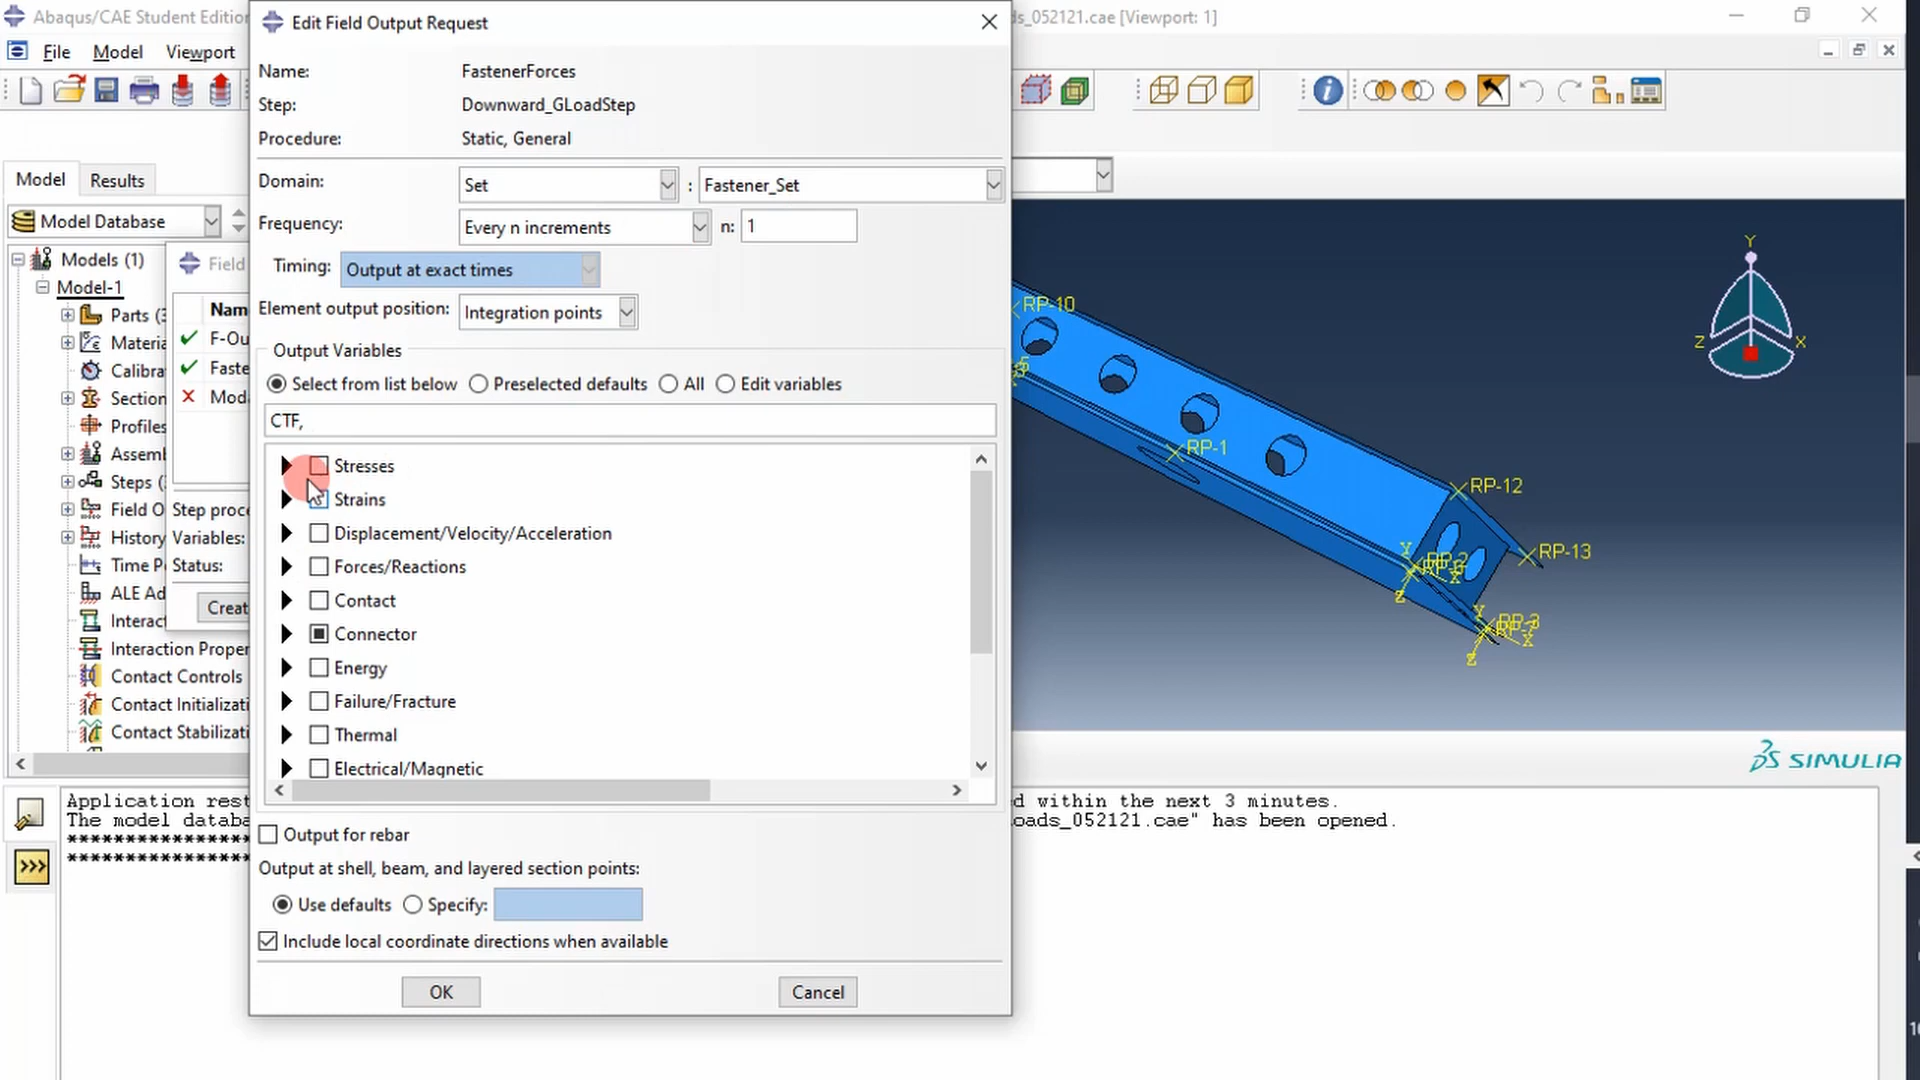 Abaqus/CAE Student Edition
ds_052121.cae [Viewport: 1]
Edit Field Output Request
File Model Viewport
Name: FastenerForces
Step: Downward_GLoadStep
Procedure: Static, General
Domain: Set : Fastener_Set
Frequency: Every n increments n: 1
Timing: Output at exact times
Element output position: Integration points
Output Variables
Select from list below Preselected defaults All Edit variables
CTF,
Stresses
Strains
Displacement/Velocity/Acceleration
Forces/Reactions
Contact
Connector
Energy
Failure/Fracture
Thermal
Electrical/Magnetic
Output for rebar
Output at shell, beam, and layered section points:
Use defaults Specify:
Include local coordinate directions when available
OK Cancel
Model Results
Model Database
Models (1)
Model-1
Parts (3
Materia
Calibra
Section
Profiles
Assemb
Steps (
Field O
History
Time P
ALE Ad
Interac
Interaction Proper
Contact Controls
Contact Initializati
Contact Stabilizati
Field
Nam
F-Ou
Faste
Moda
Step proce
Variables:
Status:
Creat
Y
Z X
RP-10
RP-1
RP-12
RP-13
Y
X
Z
Y
X
Z
SIMULIA
Application rest
d within the next 3 minutes.
The model databa
oads_052121.cae" has been opened.
****************
****************
>>>